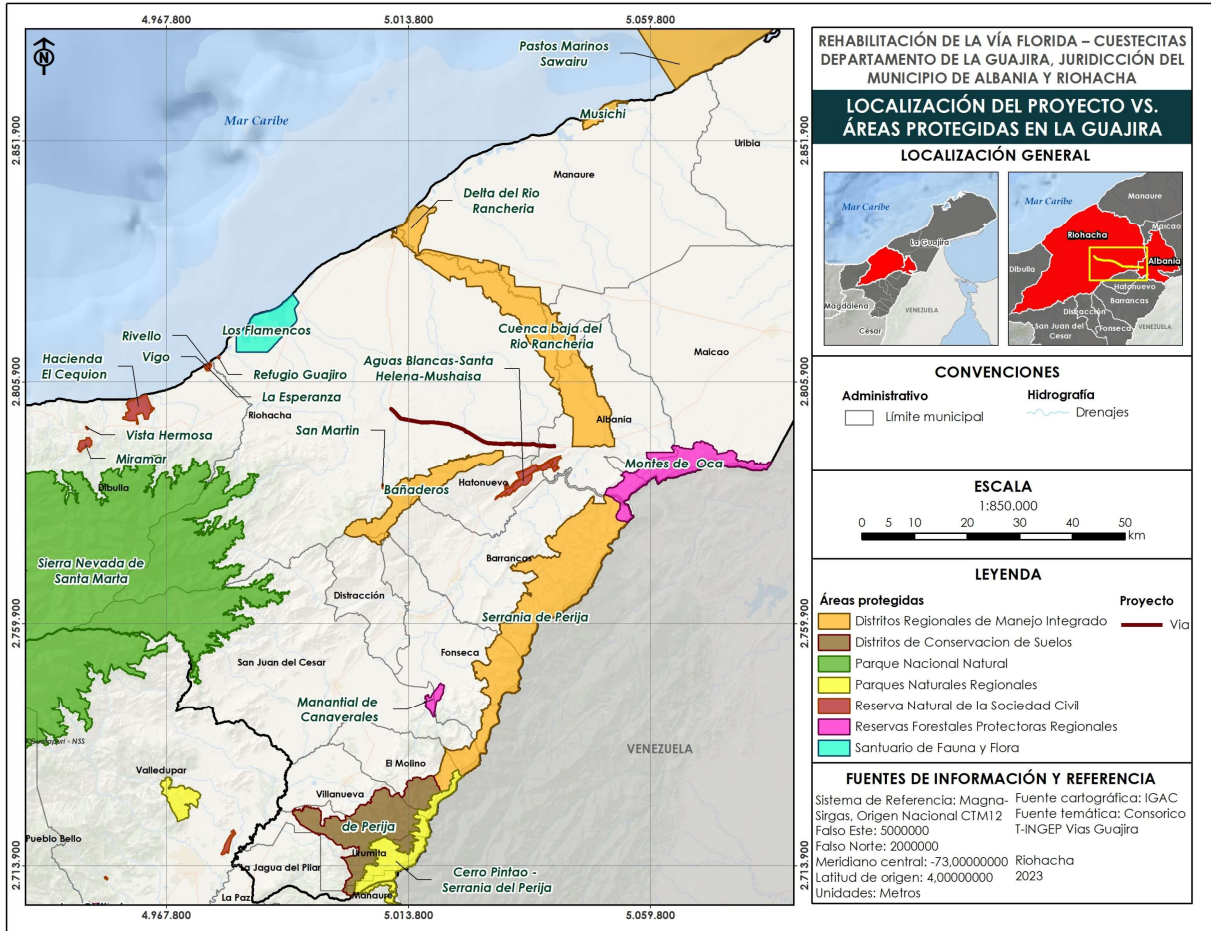 4.967.800
5.013.800
5.059.800
N
Pastos Marinos
Sawairu
Mar Caribe
Musichi
2.851.900
Uribia
Manaure
Delta del Rio
Rancheria
Los Flamencos
Rivello
Cuenca baja del
Rio Rancheria
Hacienda
El Cequion
Vigo
Refugio Guajiro
Aguas Blancas-Santa
Helena-Mushaisa
Maicao
2.805.900
La Esperanza
Riohacha
Albania
San Martin
Vista Hermosa
Miramar
Montes de Oca
Dibulla
Hatonuevo
Bañaderos
Barrancas
Sierra Nevada de
Santa Marta
Distracción
Serrania de Perija
2.759.900
Fonseca
San Juan del Cesar
Manantial de
Canaverales
- NSS
VENEZUELA
Valledupar
El Molino
Villanueva
de Perija
Pueblo Bello
Urumita
La Jagua del Pilar
Cerro Pintao -
Serrania del Perija
2.713.900
La Paz
Manaure
4.967.800
5.013.800
5.059.800
2.851.900
2.805.900
2.759.900
2.713.900
REHABILITACIÓN DE LA VÍA FLORIDA – CUESTECITAS
DEPARTAMENTO DE LA GUAJIRA, JURIDICCIÓN DEL
MUNICIPIO DE ALBANIA Y RIOHACHA
LOCALIZACIÓN DEL PROYECTO VS.
ÁREAS PROTEGIDAS EN LA GUAJIRA
LOCALIZACIÓN GENERAL
Mar Caribe
La Guajira
Magdalena
Cesar
VENEZUELA
Mar Caribe
Manaure
Maicao
Riohacha
Albania
Dibulla
Hatonuevo
Barrancas
Distracción
San Juan del
Cesar
Fonseca
VENEZUELA
CONVENCIONES
Administrativo
Límite municipal
Hidrografía
Drenajes
ESCALA
1:850.000
0 5 10 20 30 40 50
km
LEYENDA
Áreas protegidas
Distritos Regionales de Manejo Integrado
Distritos de Conservacion de Suelos
Parque Nacional Natural
Parques Naturales Regionales
Reserva Natural de la Sociedad Civil
Reservas Forestales Protectoras Regionales
Santuario de Fauna y Flora
Proyecto
Via
FUENTES DE INFORMACIÓN Y REFERENCIA
Sistema de Referencia: Magna-
Sirgas, Origen Nacional CTM12
Falso Este: 5000000
Falso Norte: 2000000
Meridiano central: -73,00000000
Latitud de origen: 4,00000000
Unidades: Metros
Fuente cartográfica: IGAC
Fuente temática: Consorico
T-INGEP Vias Guajira
Riohacha
2023